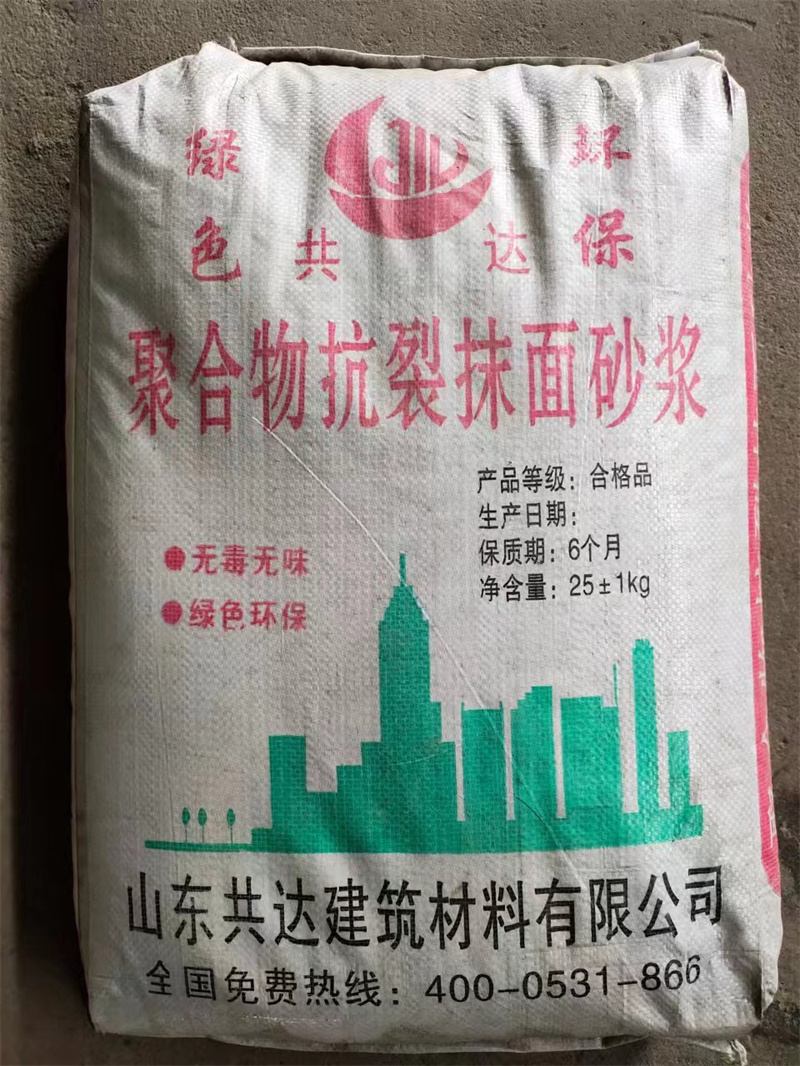 绿色
环保
共达
聚合物抗裂抹面砂浆
产品等级：合格品
生产日期：
保质期：6个月
净含量：25±1kg
●无毒无味
●绿色环保
山东共达建筑材料有限公司
全国免费热线：400-0531-866